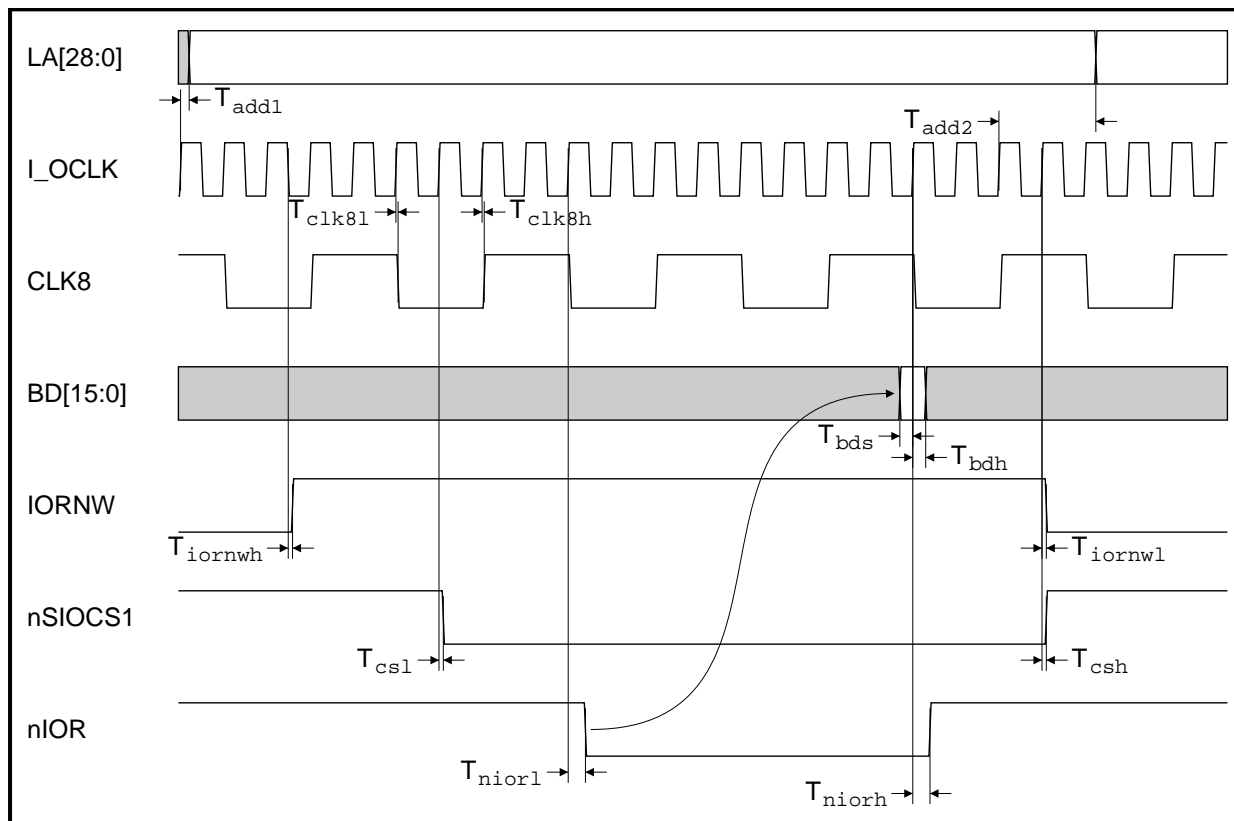 LA[28:0]
Tadd1
Tadd2
I_OCLK
Tclk8l
Tclk8h
CLK8
BD[15:0]
Tbds
Tbdh
IORNW
Tiornwh
Tiornwl
nSIOCS1
Tcsl
Tcsh
nIOR
Tniorl
Tniorh